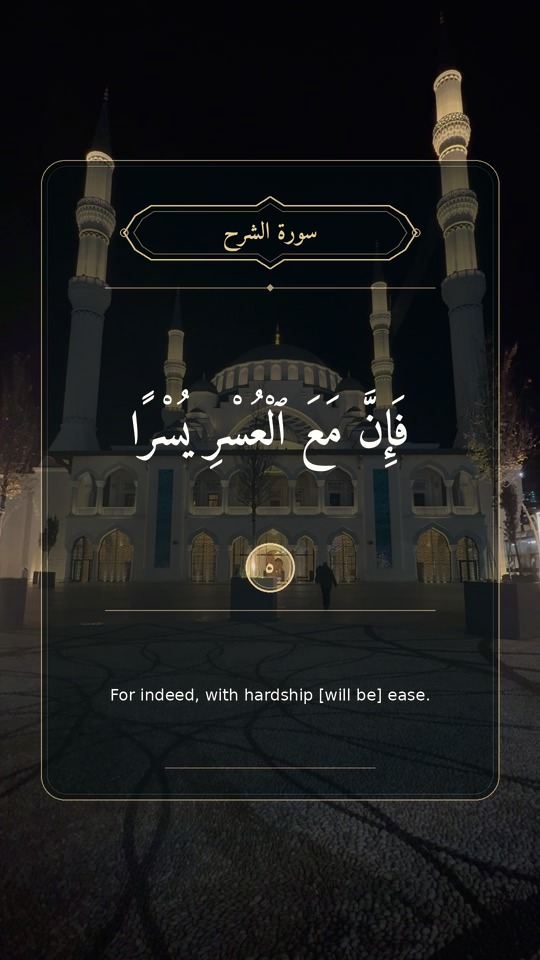 سورة الشرح
فَإِنَّ مَعَ ٱلْعُسْرِ يُسْرًا
٥
For indeed, with hardship [will be] ease.